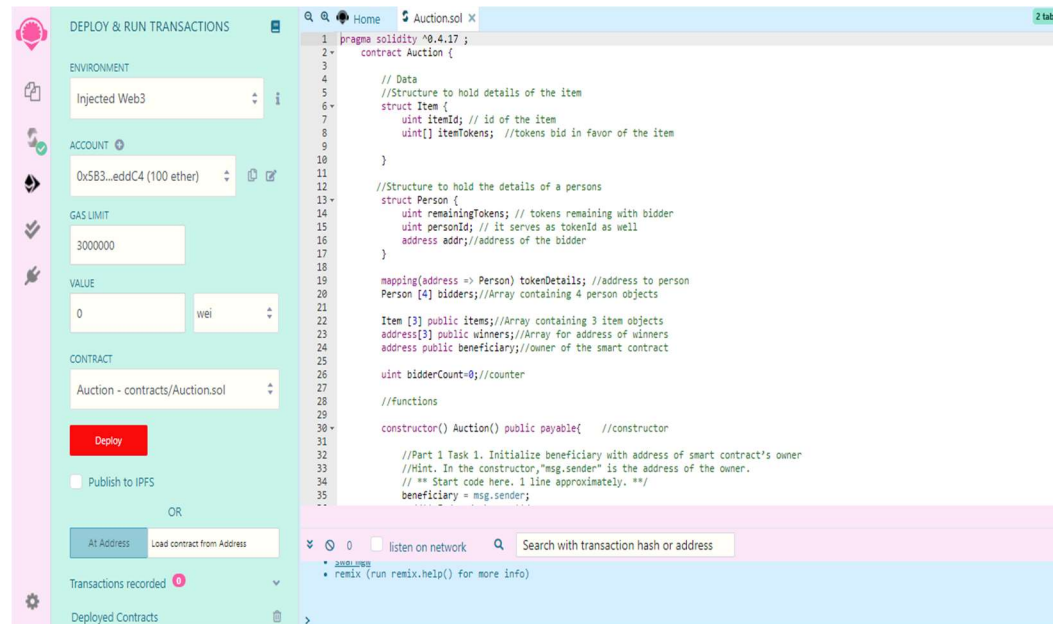 DEPLOY & RUN TRANSACTIONS
ENVIRONMENT
Injected Web3
i
ACCOUNT
0x5B3...eddC4 (100 ether)
GAS LIMIT
3000000
VALUE
0
wei
CONTRACT
Auction - contracts/Auction.sol
Deploy
Publish to IPFS
OR
At Address
Load contract from Address
Transactions recorded 0
Deployed Contracts
Home
Auction.sol ×
2 tab
1 pragma solidity ^0.4.17 ;
2 contract Auction {
3
4 // Data
5 //Structure to hold details of the item
6 struct Item {
7 uint itemId; // id of the item
8 uint[] itemTokens; //tokens bid in favor of the item
9
10 }
11
12 //Structure to hold the details of a persons
13 struct Person {
14 uint remainingTokens; // tokens remaining with bidder
15 uint personId; // it serves as tokenId as well
16 address addr;//address of the bidder
17 }
18
19 mapping(address => Person) tokenDetails; //address to person
20 Person [4] bidders;//Array containing 4 person objects
21
22 Item [3] public items;//Array containing 3 item objects
23 address[3] public winners;//Array for address of winners
24 address public beneficiary;//owner of the smart contract
25
26 uint bidderCount=0;//counter
27
28 //functions
29
30 constructor() Auction() public payable{ //constructor
31
32 //Part 1 Task 1. Initialize beneficiary with address of smart contract's owner
33 //Hint. In the constructor,"msg.sender" is the address of the owner.
34 // ** Start code here. 1 line approximately. **/
35 beneficiary = msg.sender;
0
listen on network
Search with transaction hash or address
• remix (run remix.help() for more info)
>